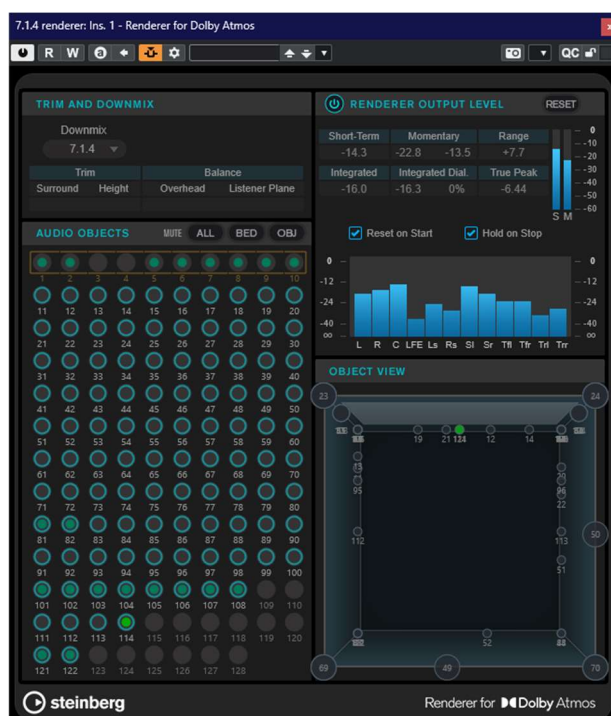 7.1.4 renderer: Ins. 1 - Renderer for Dolby Atmos
R W a QC
TRIM AND DOWNMIX
Downmix
7.1.4
Trim Balance
Surround Height Overhead Listener Plane
AUDIO OBJECTS MUTE ALL BED OBJ
1 2 3 4 5 6 7 8 9 10
11 12 13 14 15 16 17 18 19 20
21 22 23 24 25 26 27 28 29 30
31 32 33 34 35 36 37 38 39 40
41 42 43 44 45 46 47 48 49 50
51 52 53 54 55 56 57 58 59 60
61 62 63 64 65 66 67 68 69 70
71 72 73 74 75 76 77 78 79 80
81 82 83 84 85 86 87 88 89 90
91 92 93 94 95 96 97 98 99 100
101 102 103 104 105 106 107 108 109 110
111 112 113 114 115 116 117 118 119 120
121 122 123 124 125 126 127 128
RENDERER OUTPUT LEVEL RESET
Short-Term Momentary Range
-14.3 -22.8 -13.5 +7.7
Integrated Integrated Dial. True Peak
-16.0 -16.3 0% -6.44
0
-10
-20
-30
-40
-50
-60
S M
Reset on Start Hold on Stop
0 0
-12 -12
-24 -24
-40 -40
∞ ∞
L R C LFE Ls Rs Sl Sr Tfl Tfr Trl Trr
OBJECT VIEW
23 24
19 21 12 14
13
95 96
22
112 113 50
51
52
69 49 70
steinberg
Renderer for Dolby Atmos